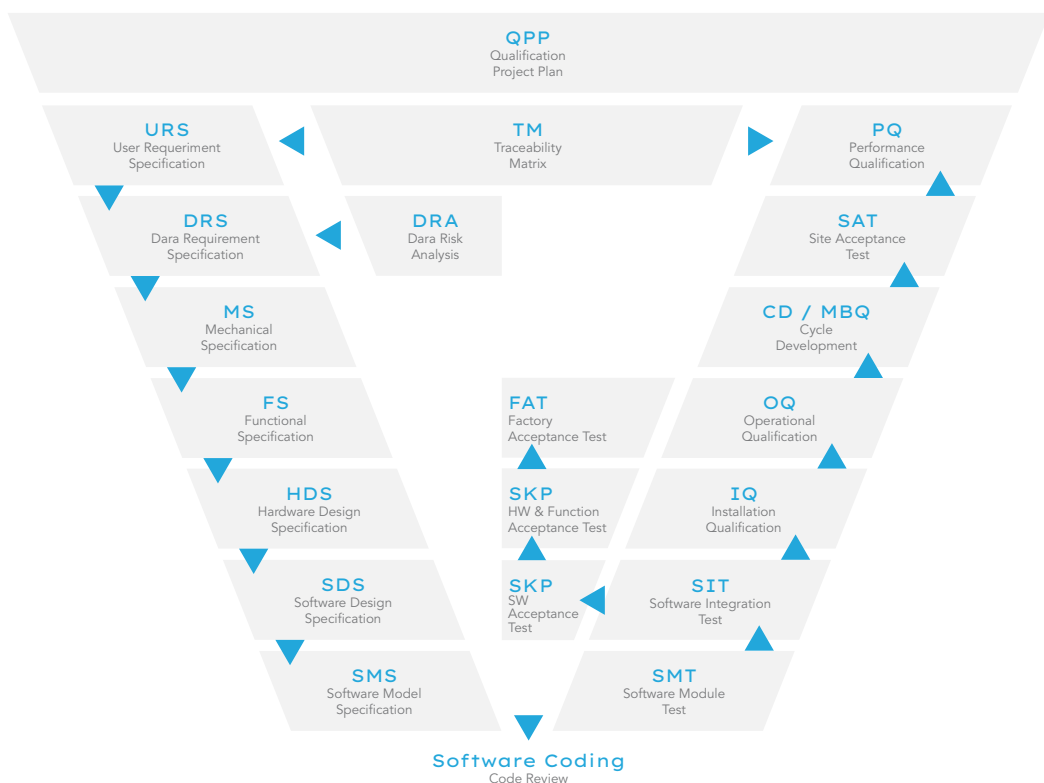 QPP
Qualification
Project Plan
URS
User Requeriment
Specification
TM
Traceability
Matrix
PQ
Performance
Qualification
DRS
Dara Requirement
Specification
DRA
Dara Risk
Analysis
SAT
Site Acceptance
Test
MS
Mechanical
Specification
CD / MBQ
Cycle
Development
FS
Functional
Specification
FAT
Factory
Acceptance Test
OQ
Operational
Qualification
HDS
Hardware Design
Specification
SKP
HW & Function
Acceptance Test
IQ
Installation
Qualification
SDS
Software Design
Specification
SKP
SW
Acceptance
Test
SIT
Software Integration
Test
SMS
Software Model
Specification
SMT
Software Module
Test
Software Coding
Code Review